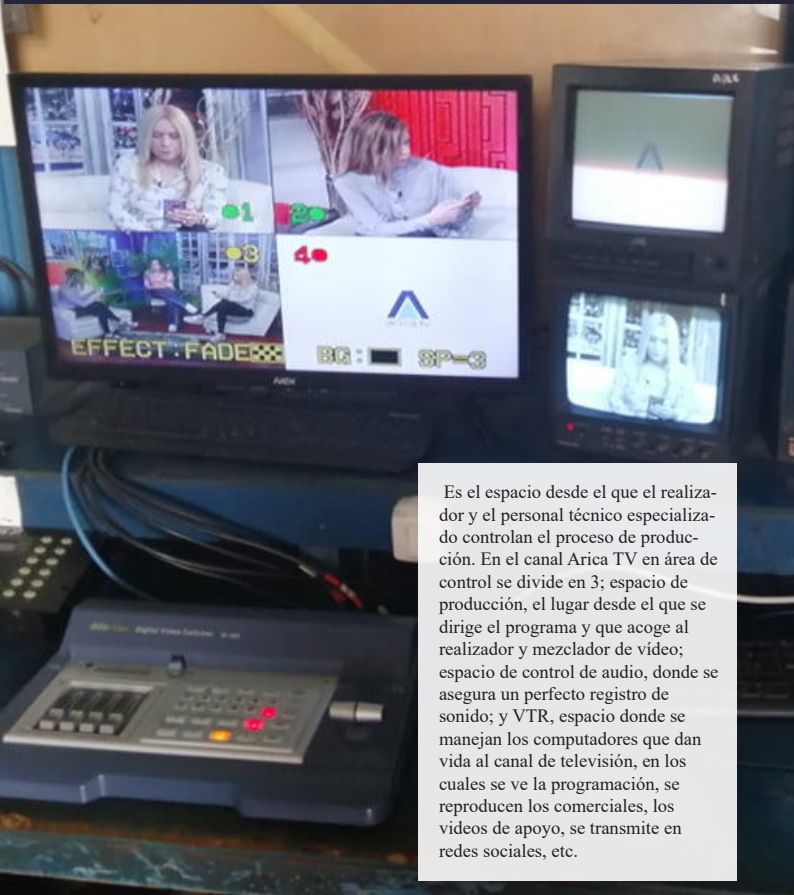 1
2
3
4
EFFECT:FADE
BG:
SP-3
Digital Video Switcher
Es el espacio desde el que el realiza-
dor y el personal técnico especializa-
do controlan el proceso de produc-
ción. En el canal Arica TV en área de
control se divide en 3; espacio de
producción, el lugar desde el que se
dirige el programa y que acoge al
realizador y mezclador de vídeo;
espacio de control de audio, donde se
asegura un perfecto registro de
sonido; y VTR, espacio donde se
manejan los computadores que dan
vida al canal de televisión, en los
cuales se ve la programación, se
reproducen los comerciales, los
videos de apoyo, se transmite en
redes sociales, etc.